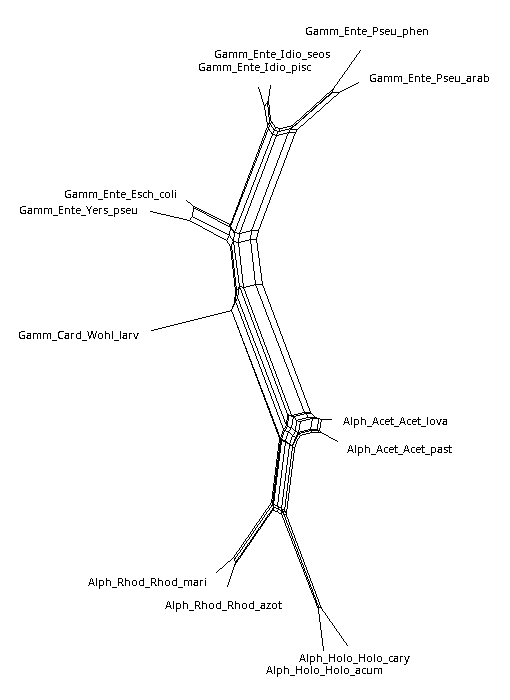 Gamm_Ente_Pseu_phen
Gamm_Ente_Idio_seos
Gamm_Ente_Idio_pisc
Gamm_Ente_Pseu_arab
Gamm_Ente_Esch_coli
Gamm_Ente_Yers_pseu
Gamm_Card_Wohl_larv
Alph_Acet_Acet_lova
Alph_Acet_Acet_past
Alph_Rhod_Rhod_mari
Alph_Rhod_Rhod_azot
Alph_Holo_Holo_cary
Alph_Holo_Holo_acum